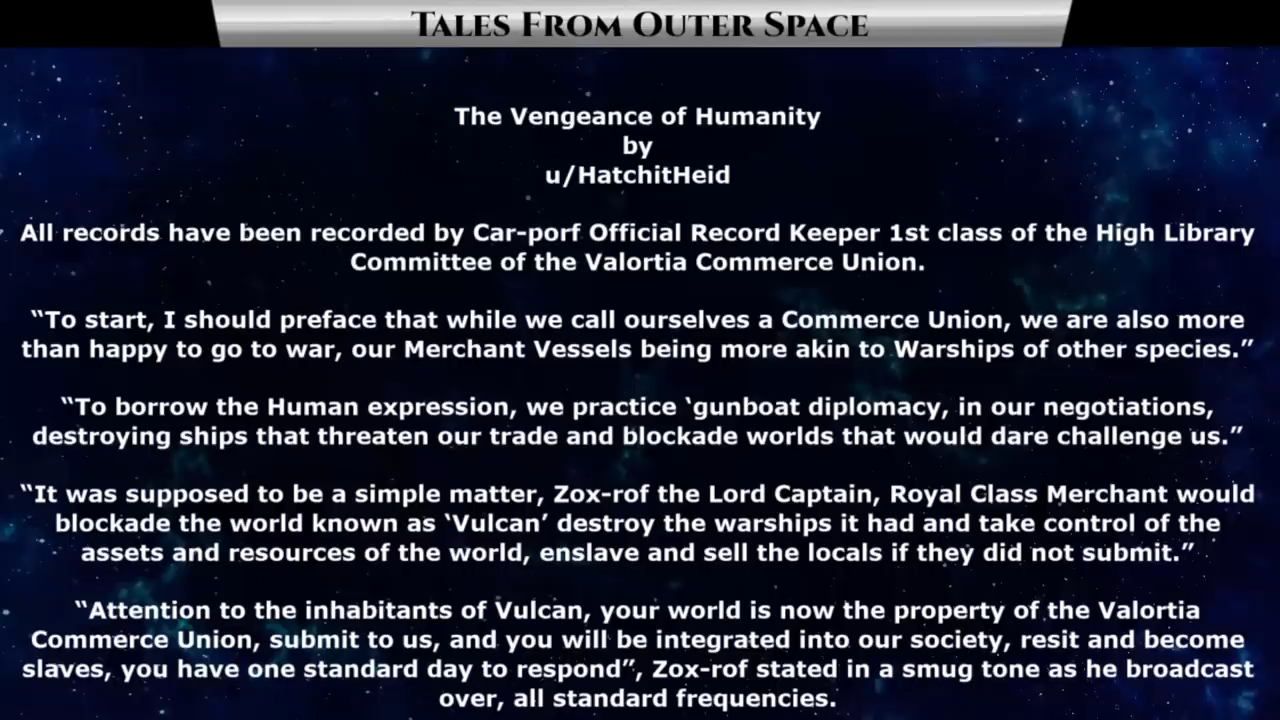 Tales From Outer Space
The Vengeance of Humanity
by
u/HatchitHeid
All records have been recorded by Car-porf Official Record Keeper 1st class of the High Library
Committee of the Valortia Commerce Union.
“To start, I should preface that while we call ourselves a Commerce Union, we are also more
than happy to go to war, our Merchant Vessels being more akin to Warships of other species.”
“To borrow the Human expression, we practice ‘gunboat diplomacy, in our negotiations,
destroying ships that threaten our trade and blockade worlds that would dare challenge us.”
“It was supposed to be a simple matter, Zox-rof the Lord Captain, Royal Class Merchant would
blockade the world known as ‘Vulcan’ destroy the warships it had and take control of the
assets and resources of the world, enslave and sell the locals if they did not submit.”
“Attention to the inhabitants of Vulcan, your world is now the property of the Valortia
Commerce Union, submit to us, and you will be integrated into our society, resit and become
slaves, you have one standard day to respond”, Zox-rof stated in a smug tone as he broadcast
over, all standard frequencies.